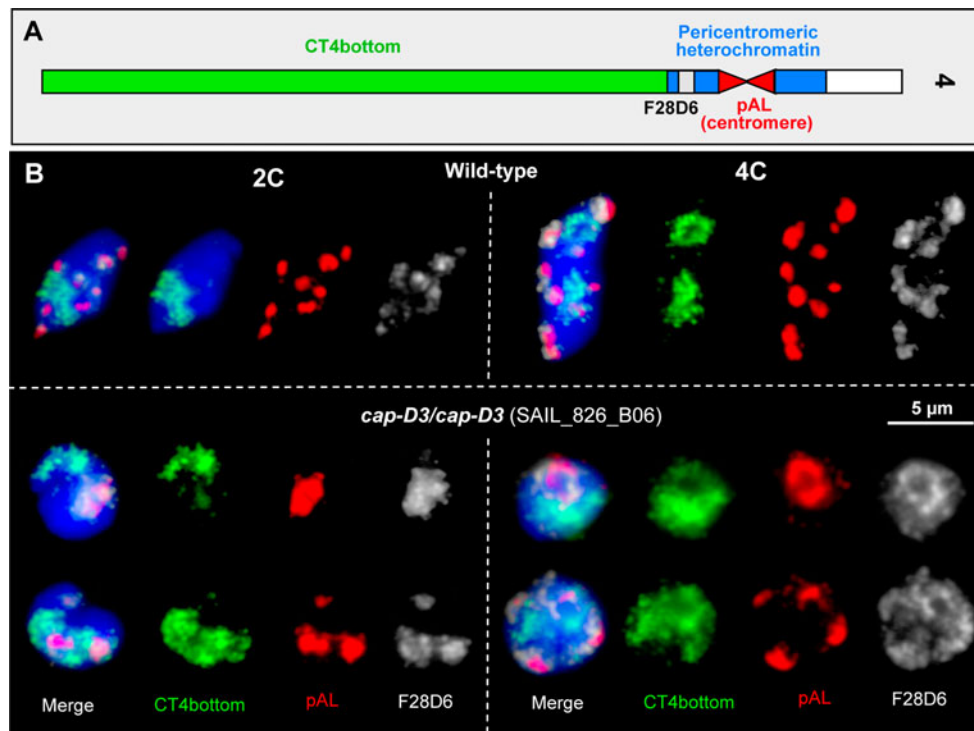 A
CT4bottom
Pericentromeric
heterochromatin
F28D6
pAL
(centromere)
4
B
2C
Wild-type
4C
cap-D3/cap-D3 (SAIL_826_B06)
5 µm
Merge
CT4bottom
pAL
F28D6
Merge
CT4bottom
pAL
F28D6